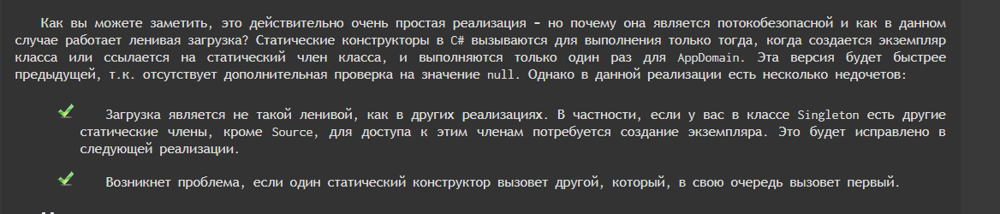 Как вы можете заметить, это действительно очень простая реализация – но почему она является потокобезопасной и как в данном
случае работает ленивая загрузка? Статические конструкторы в C# вызываются для выполнения только тогда, когда создается экземпляр
класса или ссылается на статический член класса, и выполняются только один раз для AppDomain. Эта версия будет быстрее
предыдущей, т.к. отсутствует дополнительная проверка на значение null. Однако в данной реализации есть несколько недочетов:
Загрузка является не такой ленивой, как в других реализациях. В частности, если у вас в классе Singleton есть другие
статические члены, кроме Source, для доступа к этим членам потребуется создание экземпляра. Это будет исправлено в
следующей реализации.
Возникнет проблема, если один статический конструктор вызовет другой, который, в свою очередь вызовет первый.